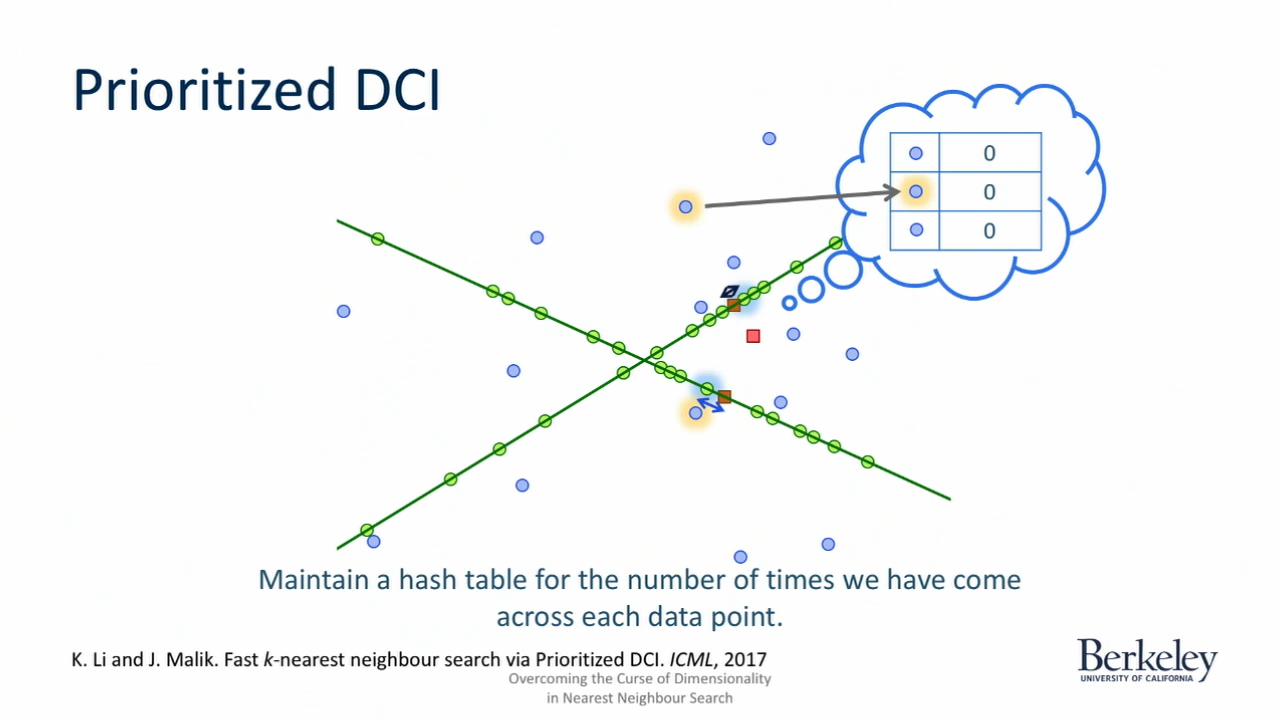 Prioritized DCI
0
0
0
Maintain a hash table for the number of times we have come
across each data point.
K. Li and J. Malik. Fast k-nearest neighbour search via Prioritized DCI. ICML, 2017
Overcoming the Curse of Dimensionality
in Nearest Neighbour Search
Berkeley
UNIVERSITY OF CALIFORNIA